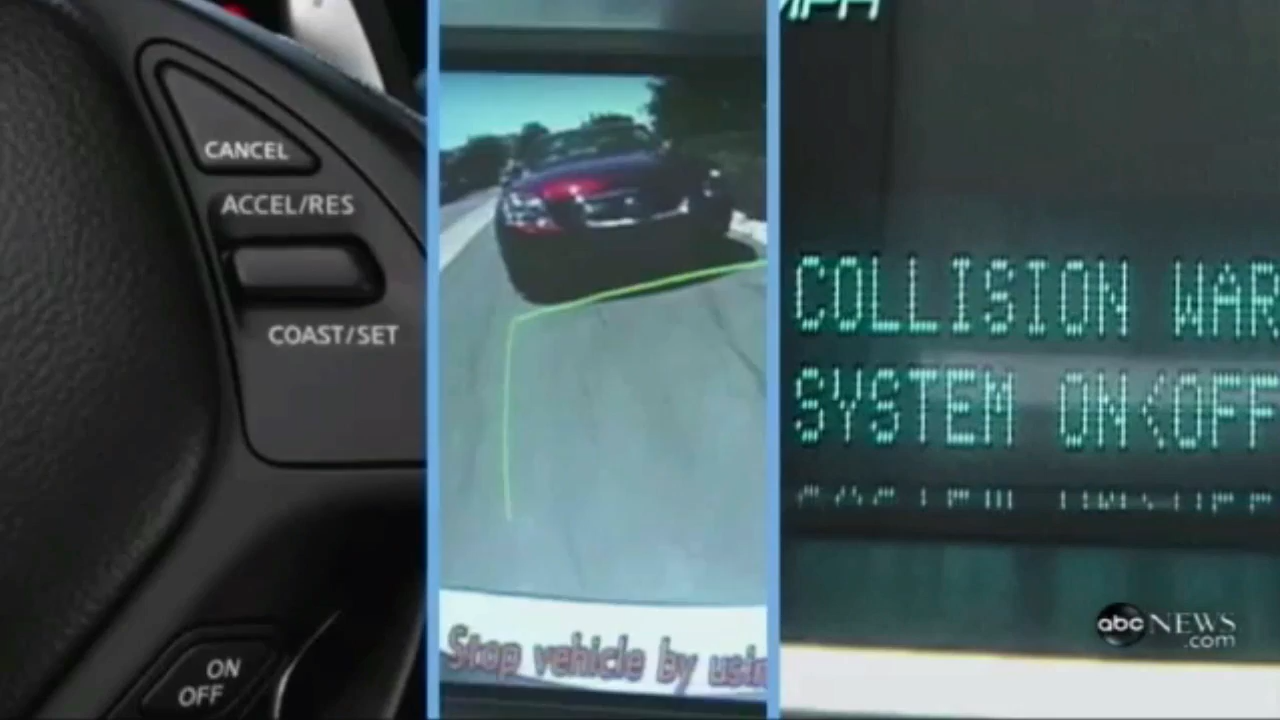 CANCEL
ACCEL/RES
COAST/SET
ON
OFF
Stop vehicle by usin
MPH
COLLISION WAR
SYSTEM ON<OFF
abc NEWS
.com